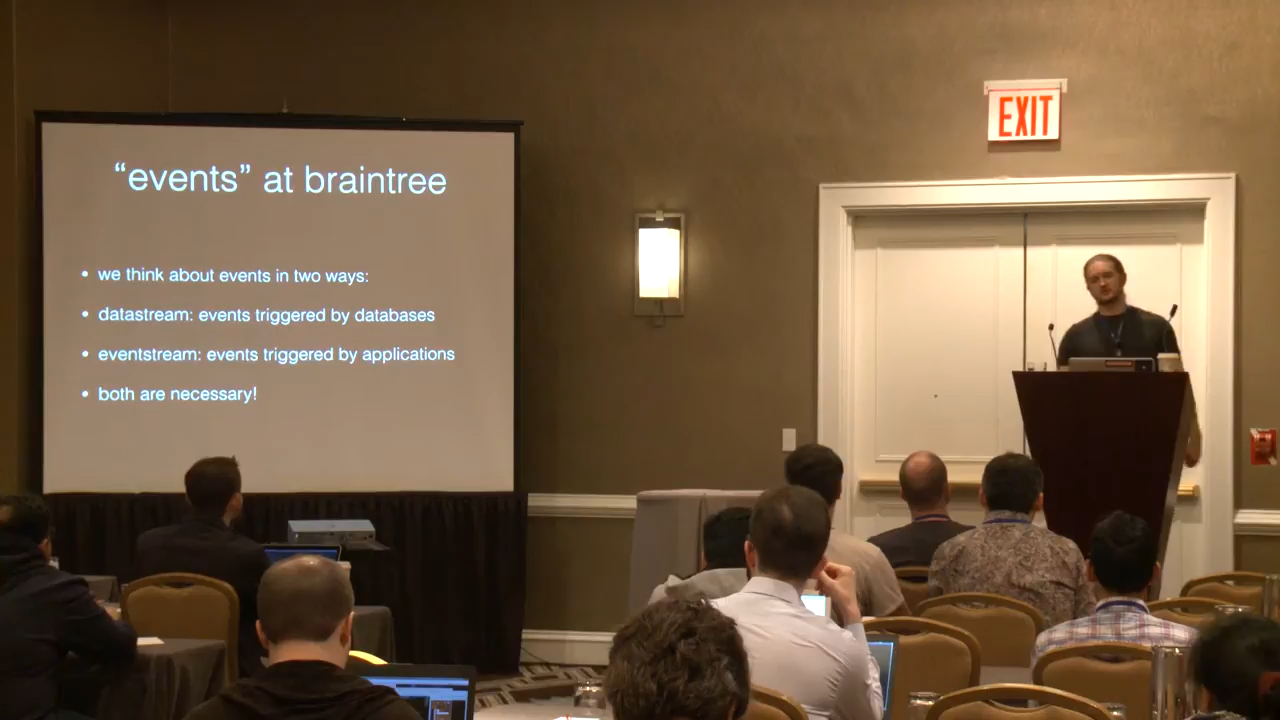 “events” at braintree
• we think about events in two ways:
• datastream: events triggered by databases
• eventstream: events triggered by applications
• both are necessary!
EXIT